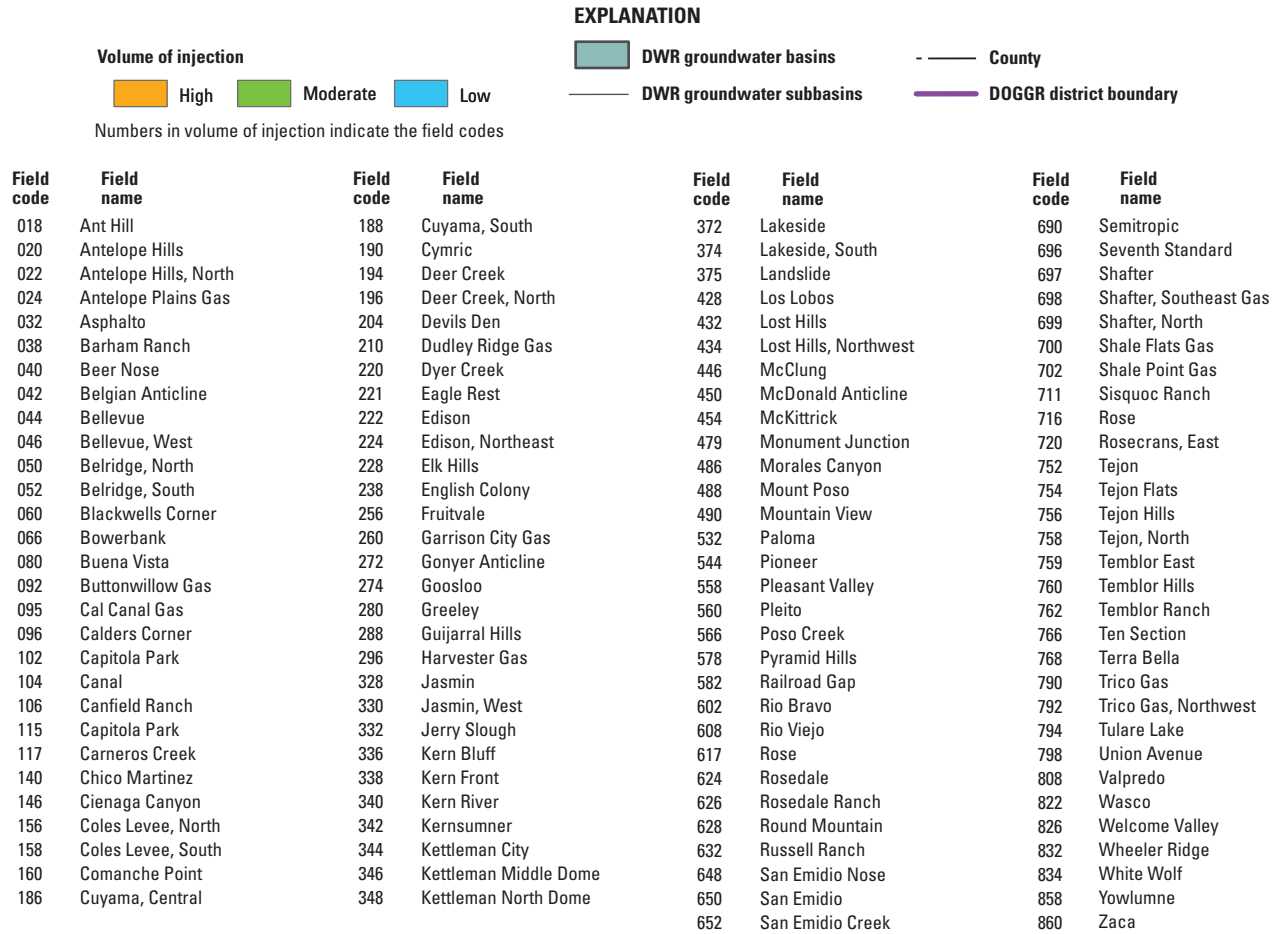 EXPLANATION
Volume of injection
High
Moderate
Low
Numbers in volume of injection indicate the field codes
DWR groundwater basins
DWR groundwater subbasins
County
DOGGR district boundary
Field code Field name
018 Ant Hill
020 Antelope Hills
022 Antelope Hills, North
024 Antelope Plains Gas
032 Asphalto
038 Barham Ranch
040 Beer Nose
042 Belgian Anticline
044 Bellevue
046 Bellevue, West
050 Belridge, North
052 Belridge, South
060 Blackwells Corner
066 Bowerbank
080 Buena Vista
092 Buttonwillow Gas
095 Cal Canal Gas
096 Calders Corner
102 Capitola Park
104 Canal
106 Canfield Ranch
115 Capitola Park
117 Carneros Creek
140 Chico Martinez
146 Cienaga Canyon
156 Coles Levee, North
158 Coles Levee, South
160 Comanche Point
186 Cuyama, Central
Field code Field name
188 Cuyama, South
190 Cymric
194 Deer Creek
196 Deer Creek, North
204 Devils Den
210 Dudley Ridge Gas
220 Dyer Creek
221 Eagle Rest
222 Edison
224 Edison, Northeast
228 Elk Hills
238 English Colony
256 Fruitvale
260 Garrison City Gas
272 Gonyer Anticline
274 Goosloo
280 Greeley
288 Guijarral Hills
296 Harvester Gas
328 Jasmin
330 Jasmin, West
332 Jerry Slough
336 Kern Bluff
338 Kern Front
340 Kern River
342 Kernsumner
344 Kettleman City
346 Kettleman Middle Dome
348 Kettleman North Dome
Field code Field name
372 Lakeside
374 Lakeside, South
375 Landslide
428 Los Lobos
432 Lost Hills
434 Lost Hills, Northwest
446 McClung
450 McDonald Anticline
454 McKittrick
479 Monument Junction
486 Morales Canyon
488 Mount Poso
490 Mountain View
532 Paloma
544 Pioneer
558 Pleasant Valley
560 Pleito
566 Poso Creek
578 Pyramid Hills
582 Railroad Gap
602 Rio Bravo
608 Rio Viejo
617 Rose
624 Rosedale
626 Rosedale Ranch
628 Round Mountain
632 Russell Ranch
648 San Emidio Nose
650 San Emidio
652 San Emidio Creek
Field code Field name
690 Semitropic
696 Seventh Standard
697 Shafter
698 Shafter, Southeast Gas
699 Shafter, North
700 Shale Flats Gas
702 Shale Point Gas
711 Sisquoc Ranch
716 Rose
720 Rosecrans, East
752 Tejon
754 Tejon Flats
756 Tejon Hills
758 Tejon, North
759 Temblor East
760 Temblor Hills
762 Temblor Ranch
766 Ten Section
768 Terra Bella
790 Trico Gas
792 Trico Gas, Northwest
794 Tulare Lake
798 Union Avenue
808 Valpredo
822 Wasco
826 Welcome Valley
832 Wheeler Ridge
834 White Wolf
858 Yowlumne
860 Zaca